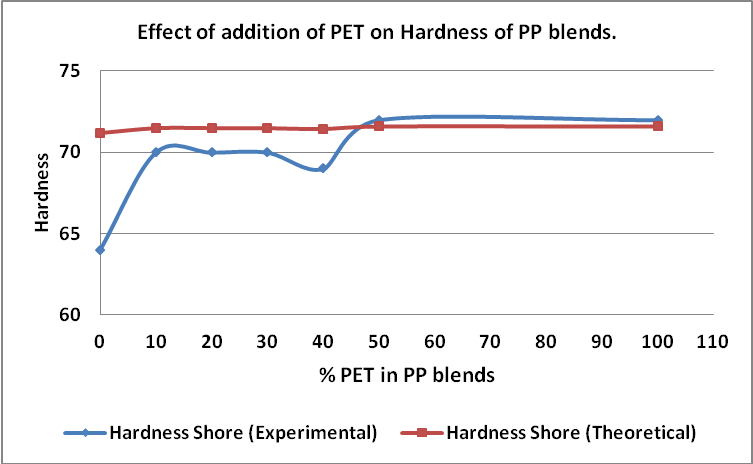 Effect of addition of PET on Hardness of PP blends.
75
70
65
60
Hardness
0 10 20 30 40 50 60 70 80 90 100 110
% PET in PP blends
Hardness Shore (Experimental) Hardness Shore (Theoretical)